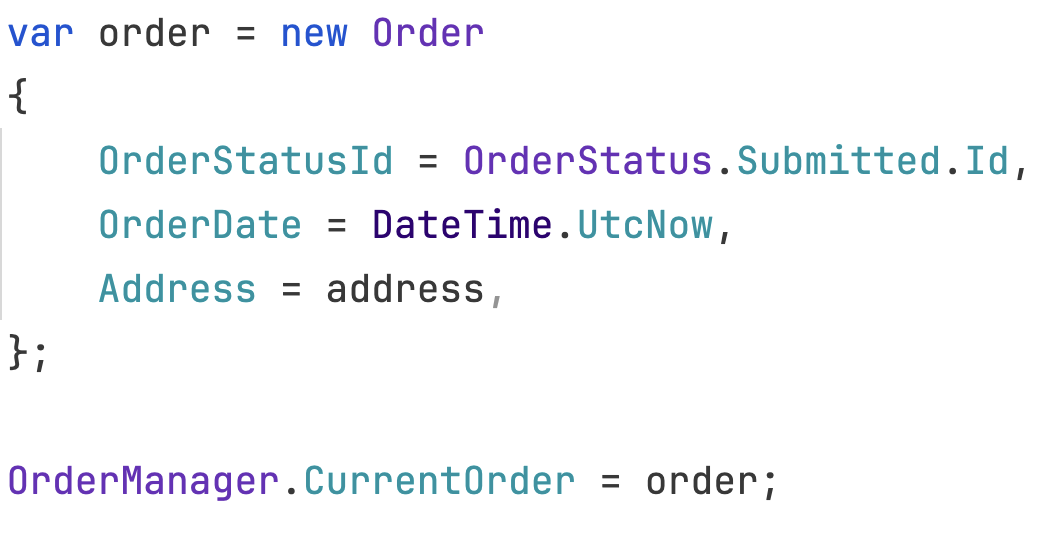 var order = new Order
{
    OrderStatusId = OrderStatus.Submitted.Id,
    OrderDate = DateTime.UtcNow,
    Address = address,
};
OrderManager.CurrentOrder = order;